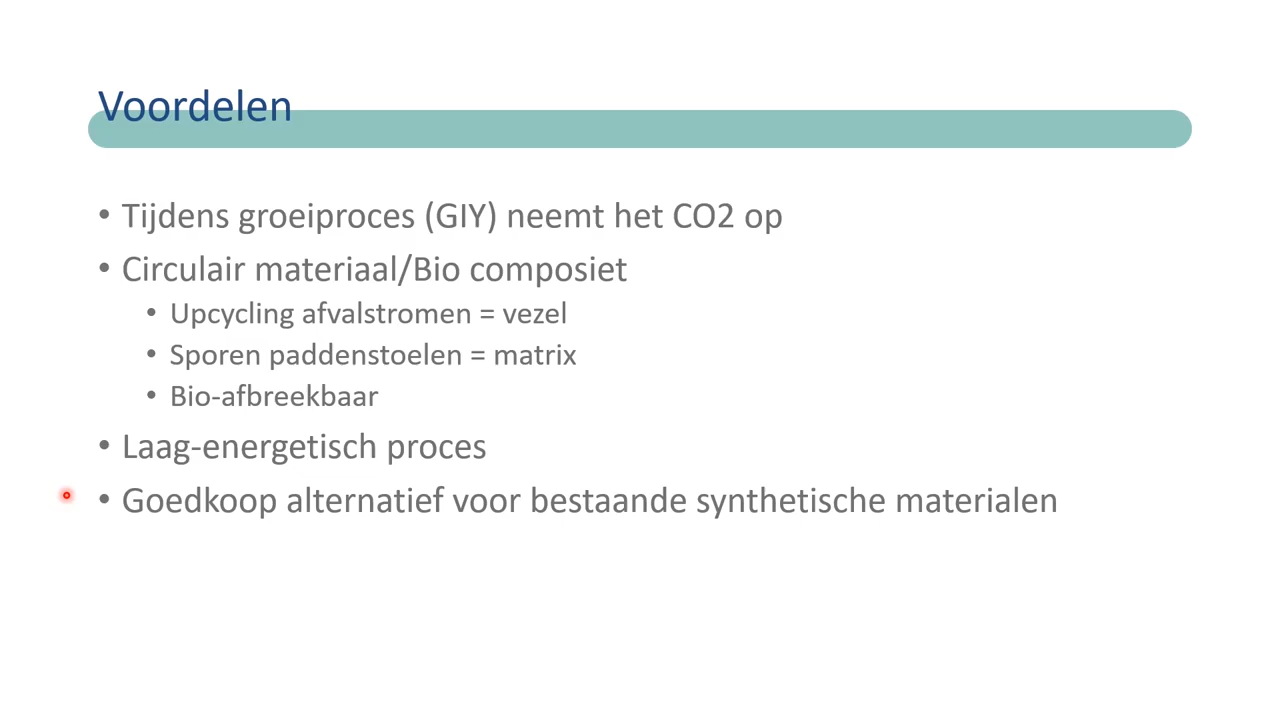 Voordelen
• Tijdens groeiproces (GIY) neemt het CO2 op
• Circulair materiaal/Bio composiet
• Upcycling afvalstromen = vezel
• Sporen paddenstoelen = matrix
• Bio-afbreekbaar
• Laag-energetisch proces
• Goedkoop alternatief voor bestaande synthetische materialen